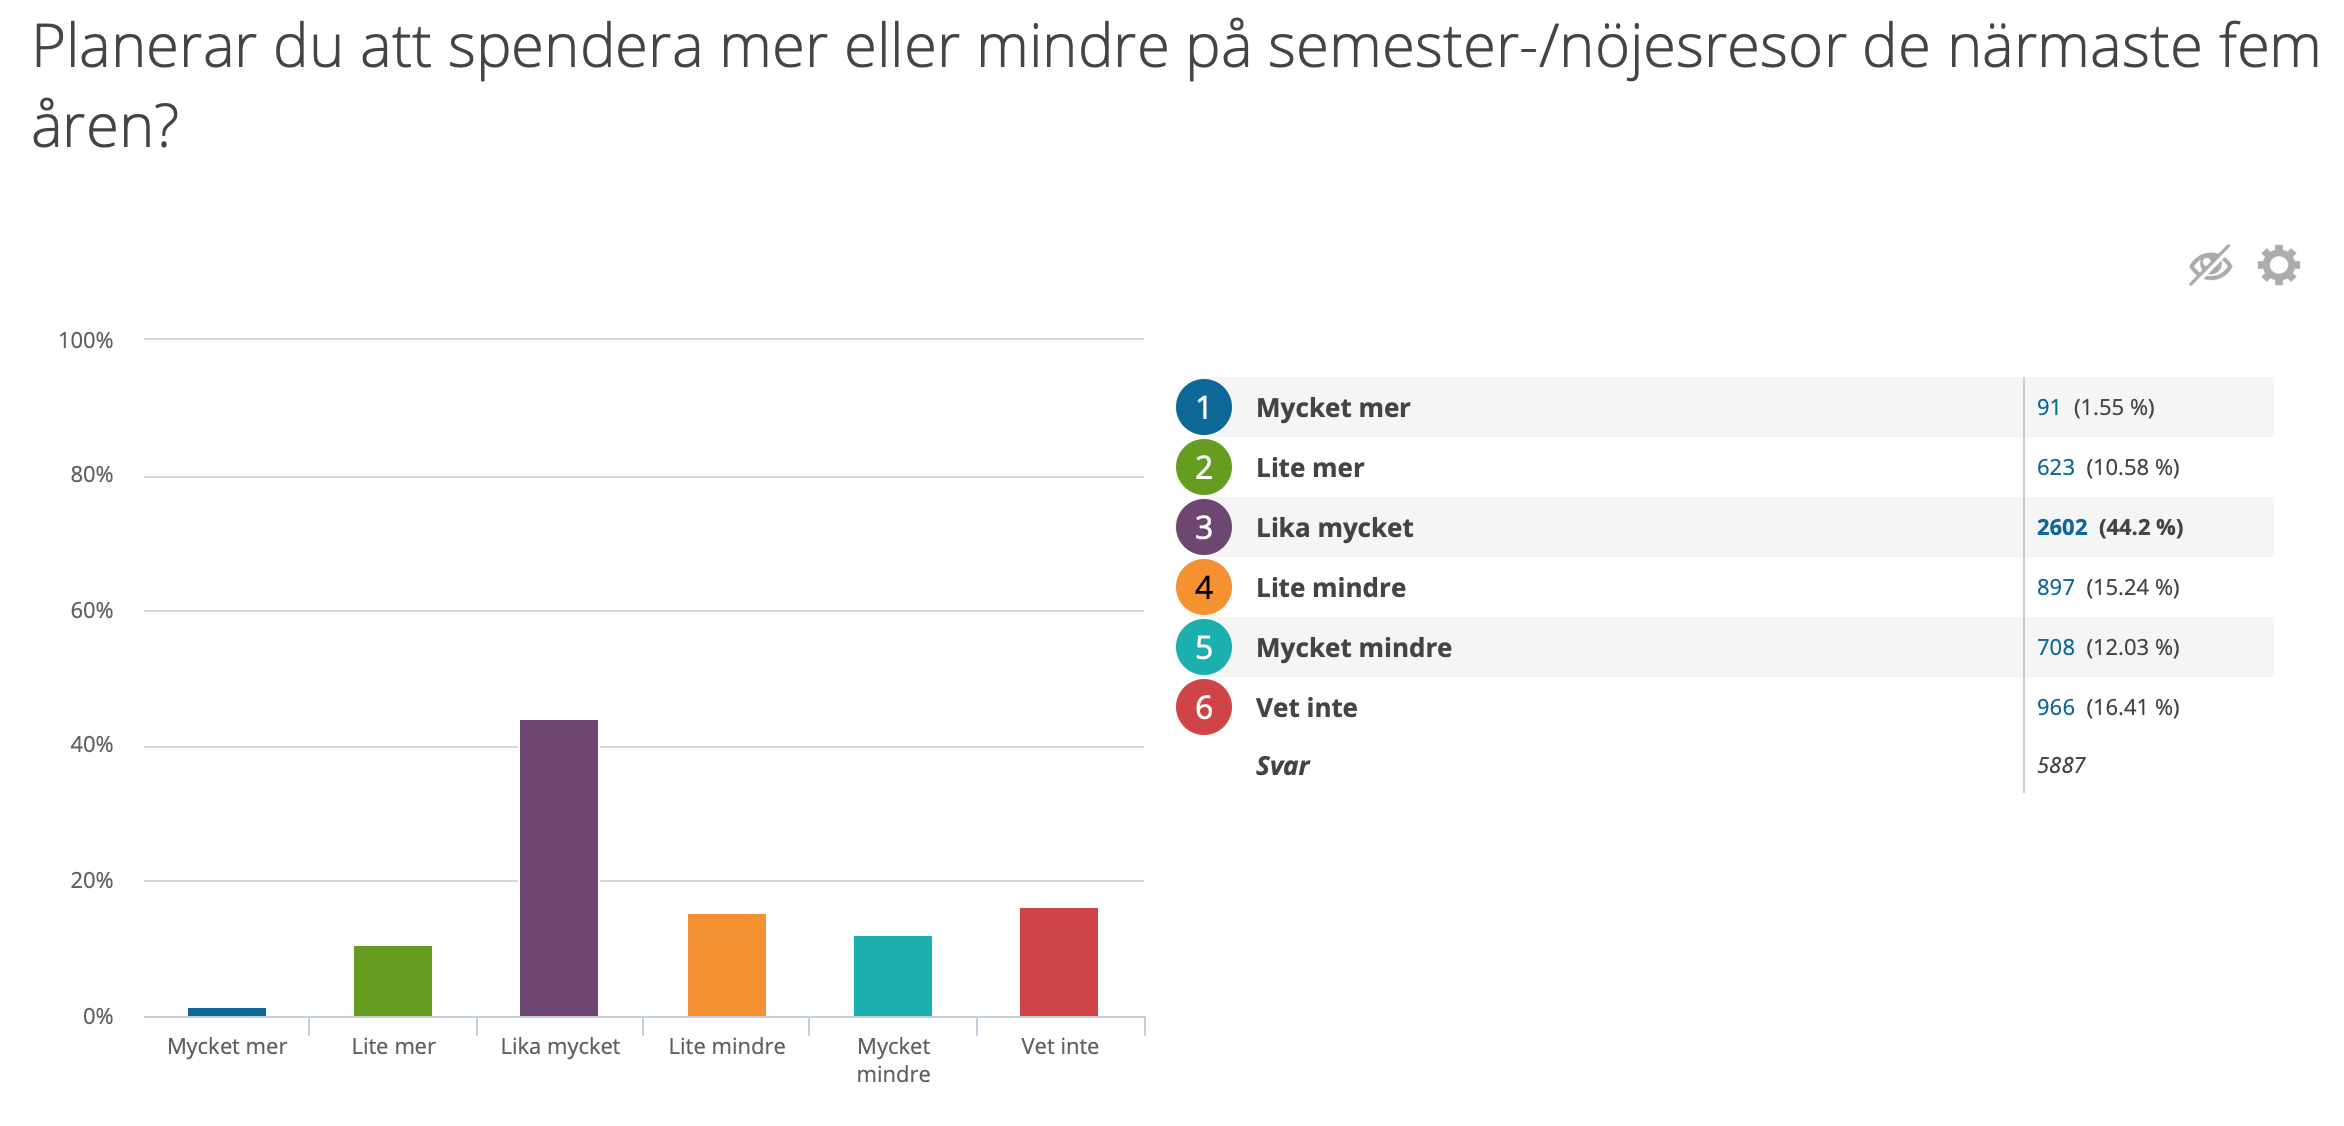 Planerar du att spendera mer eller mindre på semester-/nöjesresor de närmaste fem
åren?
100%
80%
60%
40%
20%
0%
Mycket mer
Lite mer
Lika mycket
Lite mindre
Mycket
mindre
Vet inte
1 Mycket mer 91 (1.55 %)
2 Lite mer 623 (10.58 %)
3 Lika mycket 2602 (44.2 %)
4 Lite mindre 897 (15.24 %)
5 Mycket mindre 708 (12.03 %)
6 Vet inte 966 (16.41 %)
Svar 5887